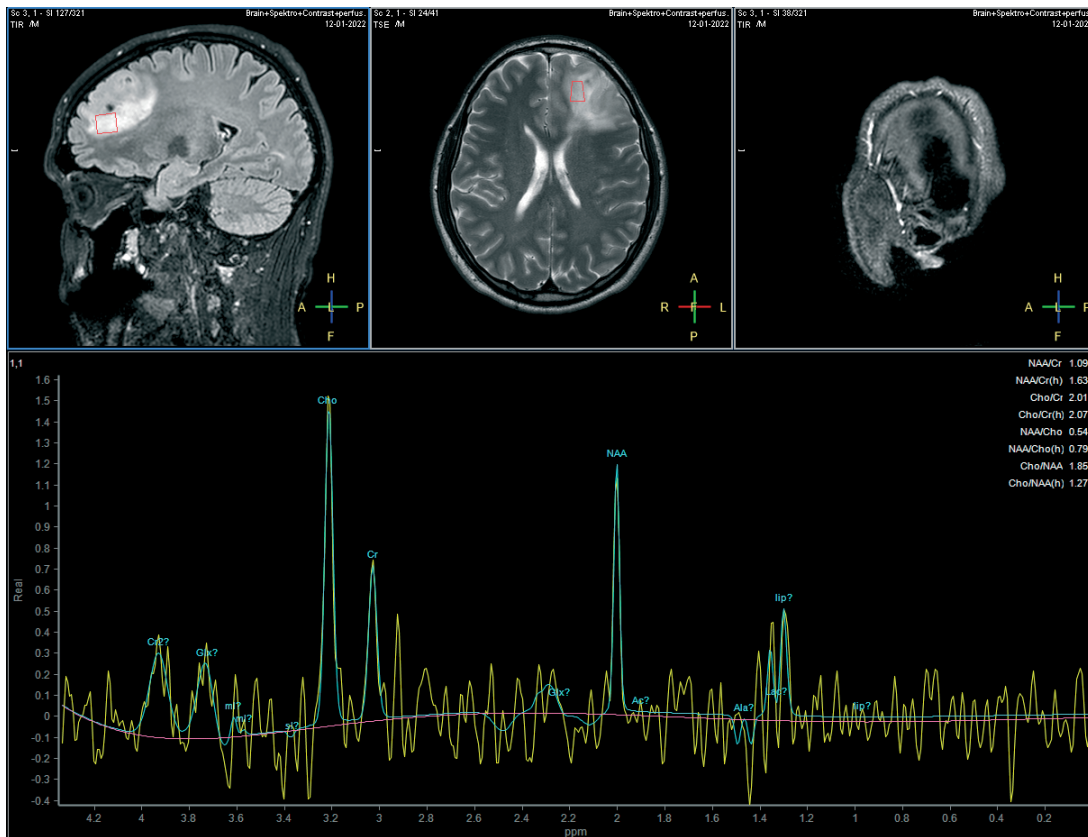 Sc 3, 1 - SI 127/321
TIR /M
Brain+Spektro+Contrast+perfus.
12-01-2022
H
A L P
F
Sc 2, 1 - SI 24/41
TSE /M
Brain+Spektro+Contrast+perfus.
12-01-2022
A
R F L
P
Sc 3, 1 - SI 38/321
TIR /M
Brain+Spektro+Contrast+perfus
12-01-2022
H
A L P
F
1,1
NAA/Cr 1.09
NAA/Cr(h) 1.63
Cho/Cr 2.01
Cho/Cr(h) 2.07
NAA/Cho 0.54
NAA/Cho(h) 0.79
Cho/NAA 1.85
Cho/NAA(h) 1.27
Real
1.6
1.5
1.4
1.3
1.2
1.1
1
0.9
0.8
0.7
0.6
0.5
0.4
0.3
0.2
0.1
0
-0.1
-0.2
-0.3
-0.4
Cr2?
Glx?
mI?
mI?
sI?
Cho
Cr
Glx?
NAA
Ac?
Ala?
Lac?
lip?
lip?
4.2 4 3.8 3.6 3.4 3.2 3 2.8 2.6 2.4 2.2 2 1.8 1.6 1.4 1.2 1 0.8 0.6 0.4 0.2
ppm